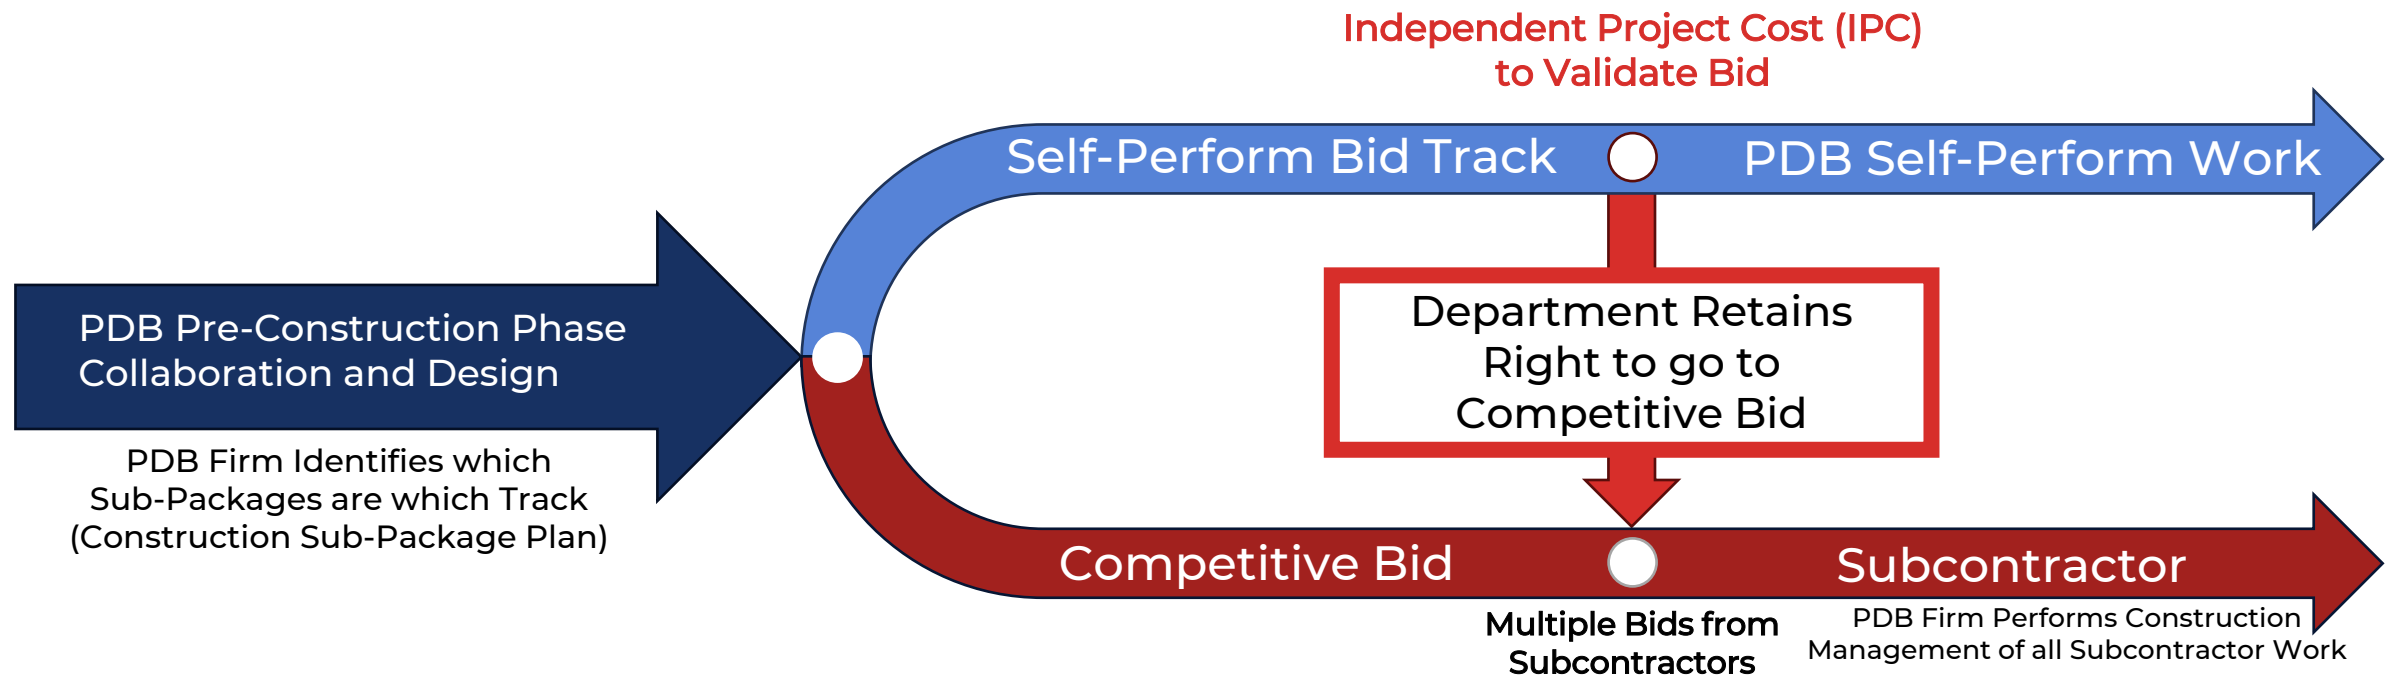 Independent Project Cost (IPC)
to Validate Bid
Self-Perform Bid Track
PDB Self-Perform Work
PDB Pre-Construction Phase
Collaboration and Design
Department Retains
Right to go to
Competitive Bid
PDB Firm Identifies which
Sub-Packages are which Track
(Construction Sub-Package Plan)
Competitive Bid
Subcontractor
Multiple Bids from
Subcontractors
PDB Firm Performs Construction
Management of all Subcontractor Work